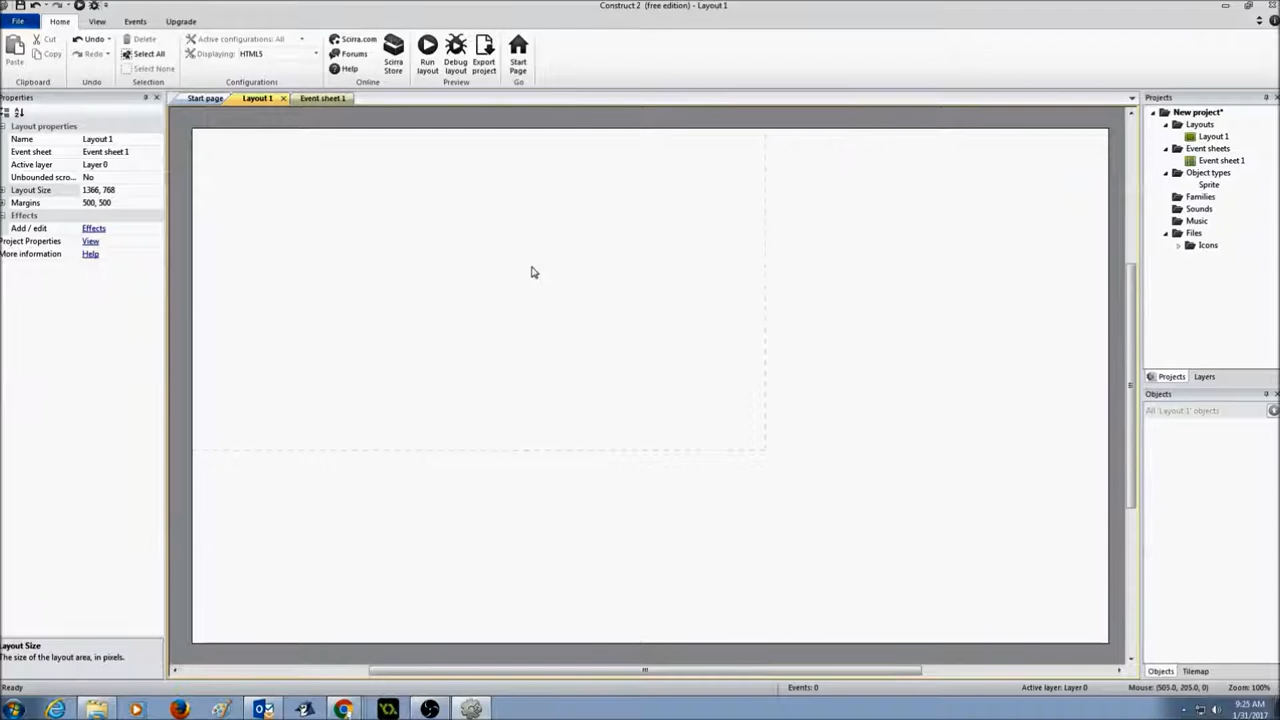 Construct 2 (free edition) - Layout 1
File Home View Events Upgrade
Cut Undo Delete Active configurations: All Scirra.com
Paste Copy Redo Select All Displaying: HTML5 Forums Scirra Store Run layout Debug layout Export project Start Page
Select None Help
Clipboard Undo Selection Configurations Online Preview Go
Properties Start page Layout 1 Event sheet 1 Projects
Layout properties
Name Layout 1
Event sheet Event sheet 1
Active layer Layer 0
Unbounded scro... No
Layout Size 1366, 768
Margins 500, 500
Effects
Add / edit Effects
Project Properties View
More information Help
New project*
Layouts
Layout 1
Event sheets
Event sheet 1
Object types
Sprite
Families
Sounds
Music
Files
Icons
Projects Layers
Objects
All 'Layout 1' objects
Layout Size
The size of the layout area, in pixels.
Objects Tilemap
Ready Events: 0 Active layer: Layer 0 Mouse: (505.0, 205.0, 0) Zoom: 100%
9:25 AM
1/31/2017